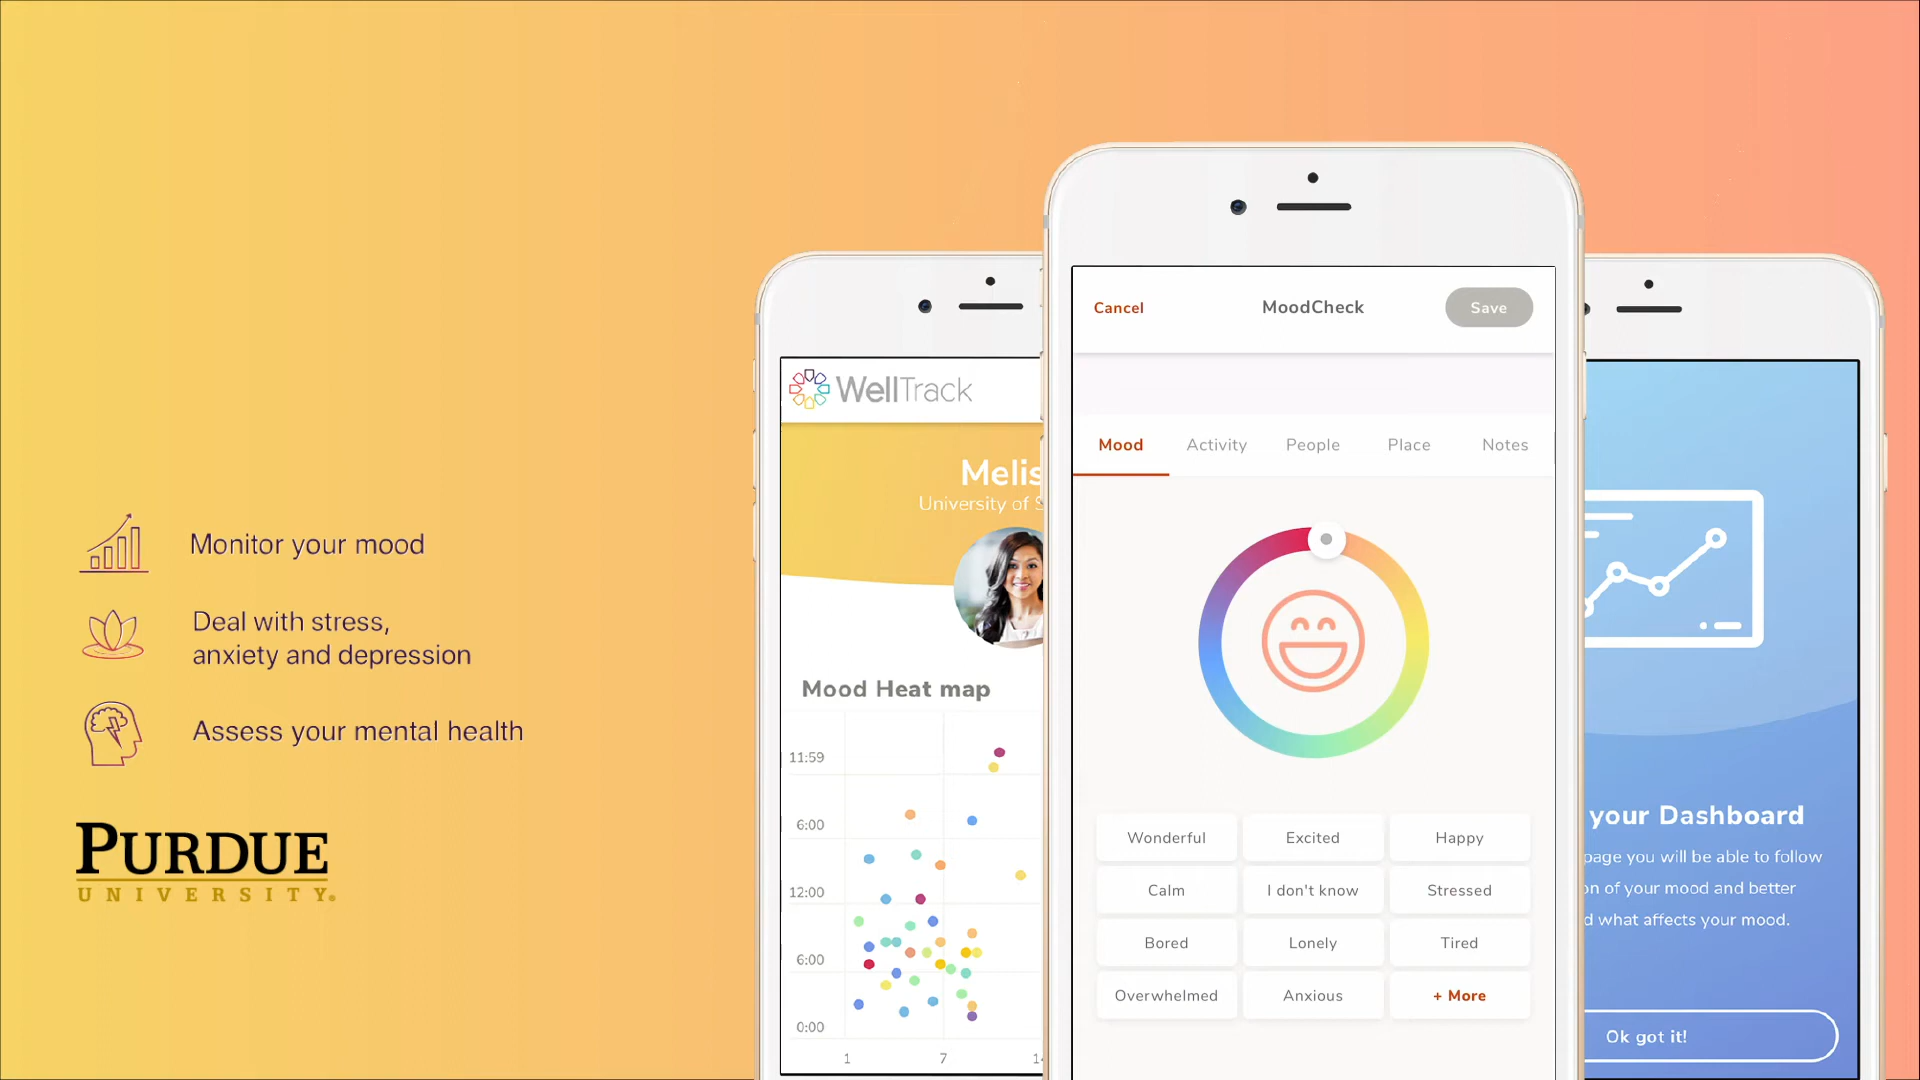 Monitor your mood
Deal with stress,
anxiety and depression
Assess your mental health
PURDUE
UNIVERSITY
WellTrack
Melis
University of
Mood Heat map
11:59
6:00
12:00
6:00
0:00
1 7
Cancel MoodCheck Save
Mood Activity People Place Notes
Wonderful Excited Happy
Calm I don't know Stressed
Bored Lonely Tired
Overwhelmed Anxious + More
your Dashboard
page you will be able to follow
of your mood and better
what affects your mood.
Ok got it!